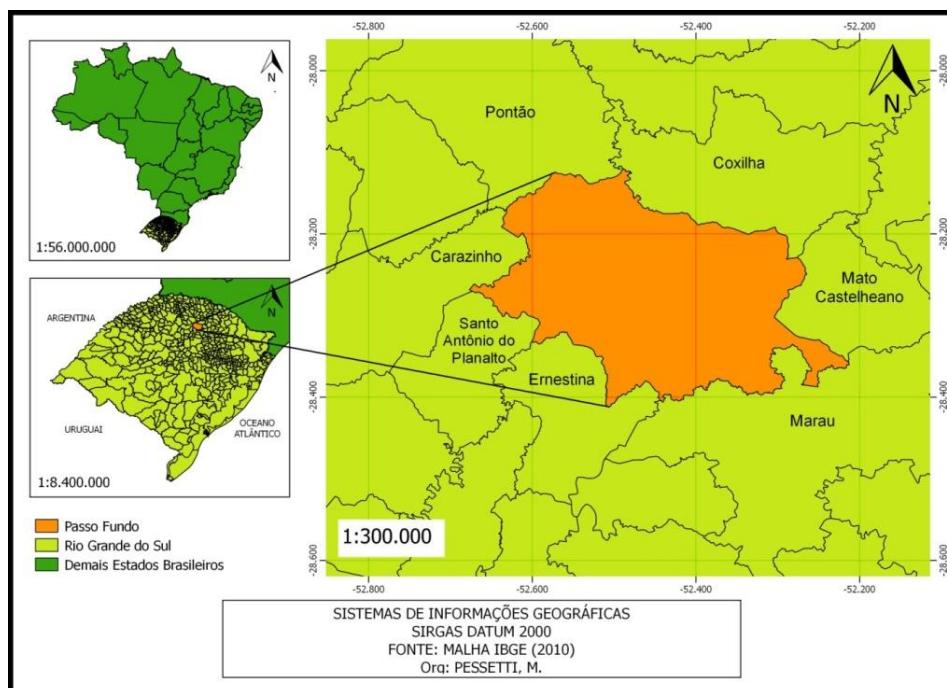 N
1:56.000.000
ARGENTINA
N
URUGUAI
OCEANO
ATLÂNTICO
1:8.400.000
Passo Fundo
Rio Grande do Sul
Demais Estados Brasileiros
-52.800
-52.600
-52.400
-52.200
-28.000
-28.000
N
Pontão
Coxilha
-28.200
-28.200
Carazinho
Mato
Castelheano
Santo
Antônio do
Planalto
Ernestina
-28.400
-28.400
Marau
1:300.000
-28.600
-28.600
-52.800
-52.600
-52.400
-52.200
SISTEMAS DE INFORMAÇÕES GEOGRÁFICAS
SIRGAS DATUM 2000
FONTE: MALHA IBGE (2010)
Org: PESSETTI, M.